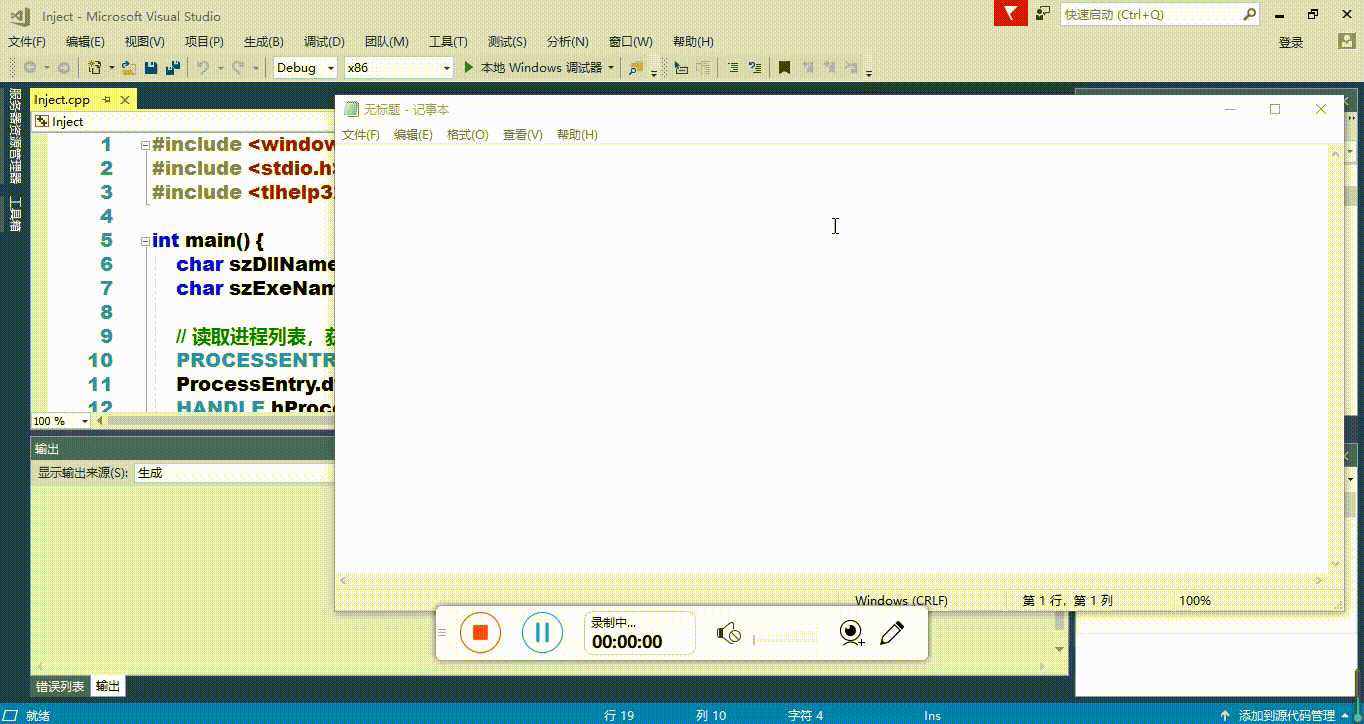 Inject - Microsoft Visual Studio
快速启动 (Ctrl+Q)
文件(F) 编辑(E) 视图(V) 项目(P) 生成(B) 调试(D) 团队(M) 工具(T) 测试(S) 分析(N) 窗口(W) 帮助(H)
登录
Debug x86 本地 Windows 调试器
服务器资源管理器
工具箱
Inject.cpp
Inject
1 #include <window
2 #include <stdio.h>
3 #include <tlhelp3
4
5 int main() {
6 char szDllName
7 char szExeNam
8
9 // 读取进程列表，
10 PROCESSENTR
11 ProcessEntry.d
12 HANDLE hProc
100 %
无标题 - 记事本
文件(F) 编辑(E) 格式(O) 查看(V) 帮助(H)
Windows (CRLF) 第 1 行，第 1 列 100%
输出
显示输出来源(S): 生成
录制中...
00:00:00
错误列表 输出
就绪 行 19 列 10 字符 4 Ins 添加到源代码管理